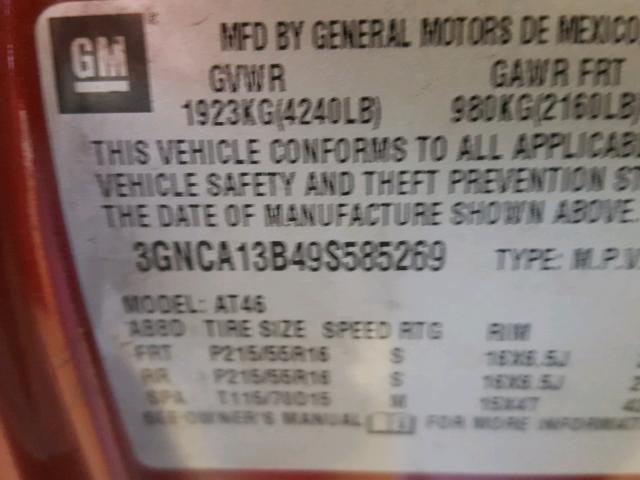 GM
MFD BY GENERAL MOTORS DE MEXICO
GVWR GAWR FRT
1923KG(4240LB) 980KG(2160LB)
THIS VEHICLE CONFORMS TO ALL APPLICAB
VEHICLE SAFETY AND THEFT PREVENTION ST
THE DATE OF MANUFACTURE SHOWN ABOVE.
3GNCA13B49S585269 TYPE: M.P.V
MODEL: AT46
ABBD TIRE SIZE SPEED RTG RIM
FRT P215/55R16 S 16X6.5J
RR P215/55R16 S 16X6.5J
SPA T115/70D15 M 15X4T
SEE OWNER'S MANUAL FOR MORE INFORMAT